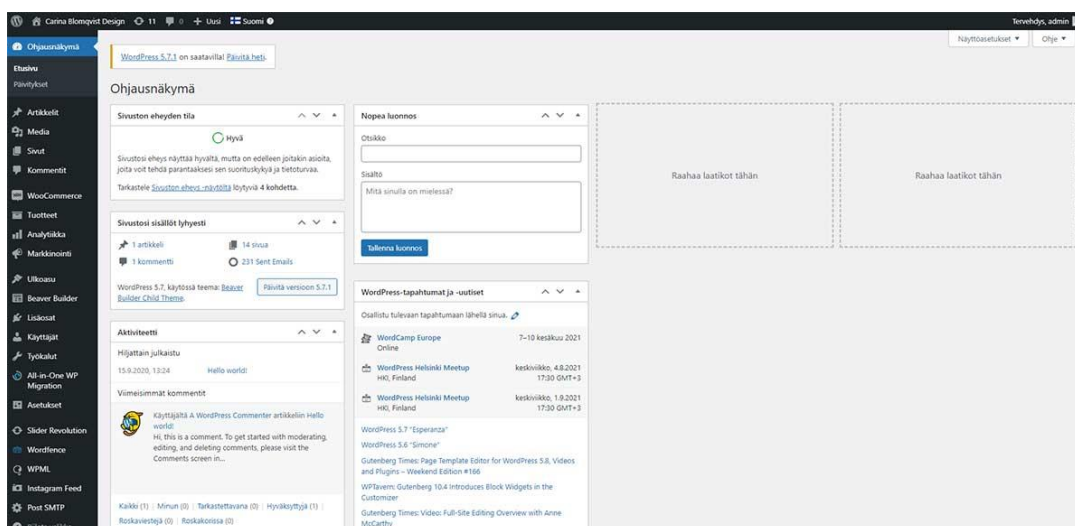 Carina Blomqvist Design 11 0 + Uusi Suomi
Tervehdys, admin
Näyttöasetukset ▼ Ohje ▼
Ohjausnäkymä
Etusivu
Päivitykset
Artikkelit
Media
Sivut
Kommentit
WooCommerce
Tuotteet
Analytiikka
Markkinointi
Ulkoasu
Beaver Builder
Lisäosat
Käyttäjät
Työkalut
All-in-One WP
Migration
Asetukset
Slider Revolution
Wordfence
WPML
Instagram Feed
Post SMTP
WordPress 5.7.1 on saatavilla! Päivitä heti.
Ohjausnäkymä
Sivuston eheyden tila
Hyvä
Sivustosi eheys näyttää hyvältä, mutta on edelleen joitakin asioita,
joita voit tehdä parantaaksesi sen suorituskykyä ja tietoturvaa.
Tarkastele Sivuston eheys -näytöltä löytyviä 4 kohdetta.
Sivustosi sisällöt lyhyesti
1 artikkeli 14 sivua
1 kommentti 231 Sent Emails
WordPress 5.7, käytössä teema: Beaver
Builder Child Theme.
Päivitä versioon 5.7.1
Aktiviteetti
Hiljattain julkaistu
15.9.2020, 13:24 Hello world!
Viimeisimmät kommentit
Käyttäjältä A WordPress Commenter artikkeliin Hello
world!
Hi, this is a comment. To get started with moderating,
editing, and deleting comments, please visit the
Comments screen in...
Kaikki (1) | Minun (0) | Tarkastettavana (0) | Hyväksyttyjä (1) |
Roskaviestejä (0) | Roskakorissa (0)
Nopea luonnos
Otsikko
Sisältö
Mitä sinulla on mielessä?
Tallenna luonnos
WordPress-tapahtumat ja -uutiset
Osallistu tulevaan tapahtumaan lähellä sinua.
WordCamp Europe 7–10 kesäkuu 2021
Online
WordPress Helsinki Meetup keskiviikko, 4.8.2021
HKI, Finland 17:30 GMT+3
WordPress Helsinki Meetup keskiviikko, 1.9.2021
HKI, Finland 17:30 GMT+3
WordPress 5.7 "Esperanza"
WordPress 5.6 "Simone"
Gutenberg Times: Page Template Editor for WordPress 5.8, Videos
and Plugins – Weekend Edition #166
WPTavern: Gutenberg 10.4 Introduces Block Widgets in the
Customizer
Gutenberg Times: Video: Full-Site Editing Overview with Anne
McCarthy
Raahaa laatikot tähän
Raahaa laatikot tähän